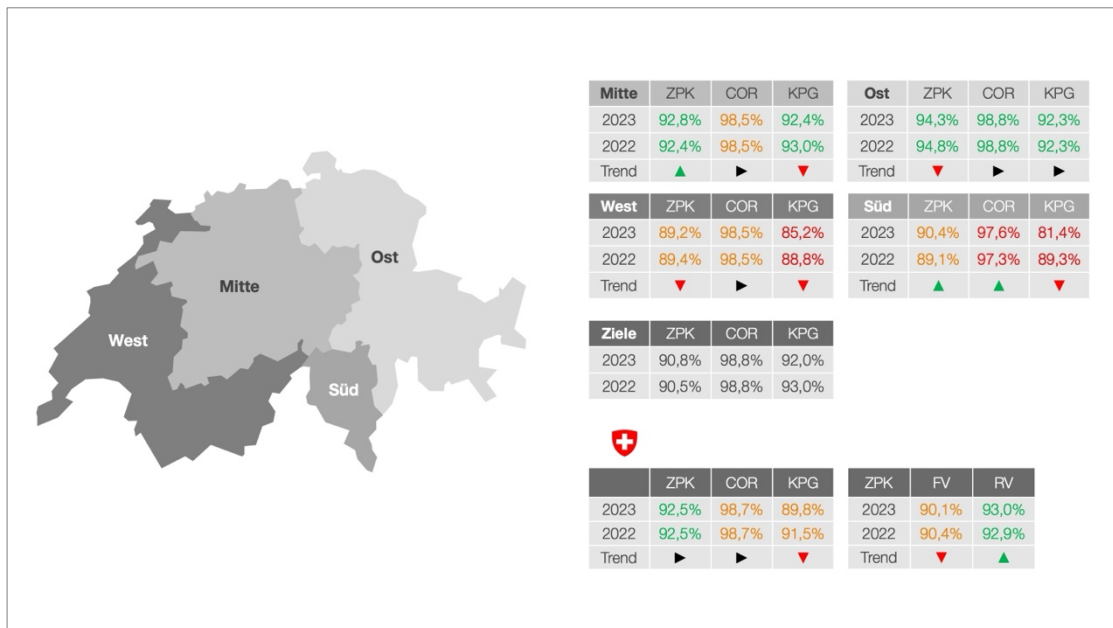 Mitte ZPK COR KPG
2023 92,8% 98,5% 92,4%
2022 92,4% 98,5% 93,0%
Trend ▲ ► ▼
Ost ZPK COR KPG
2023 94,3% 98,8% 92,3%
2022 94,8% 98,8% 92,3%
Trend ▼ ► ►
West ZPK COR KPG
2023 89,2% 98,5% 85,2%
2022 89,4% 98,5% 88,8%
Trend ▼ ► ▼
Süd ZPK COR KPG
2023 90,4% 97,6% 81,4%
2022 89,1% 97,3% 89,3%
Trend ▲ ▲ ▼
Ost
Mitte
West
Süd
Ziele ZPK COR KPG
2023 90,8% 98,8% 92,0%
2022 90,5% 98,8% 93,0%
ZPK COR KPG
2023 92,5% 98,7% 89,8%
2022 92,5% 98,7% 91,5%
Trend ► ► ▼
ZPK FV RV
2023 90,1% 93,0%
2022 90,4% 92,9%
Trend ▼ ▲